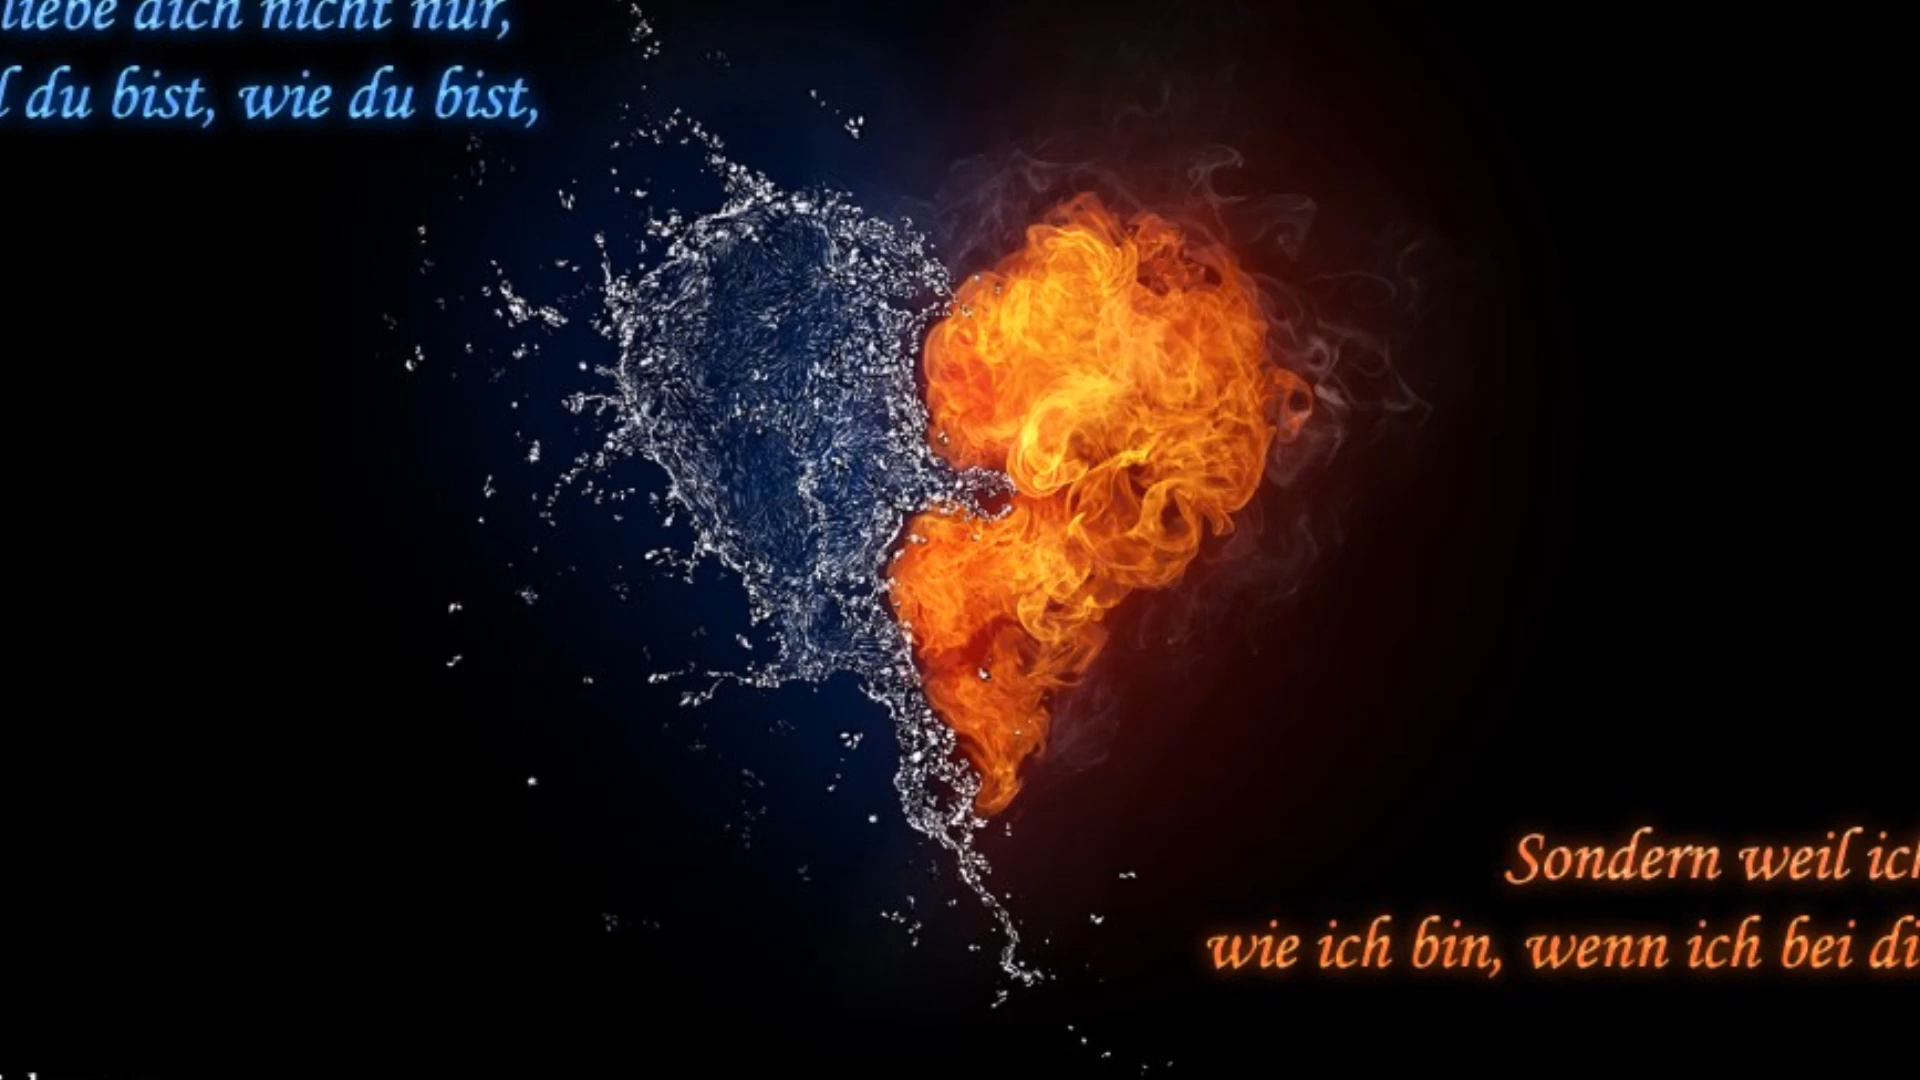 liebe dich nicht nur,
du bist, wie du bist,
Sondern weil ich
wie ich bin, wenn ich bei di